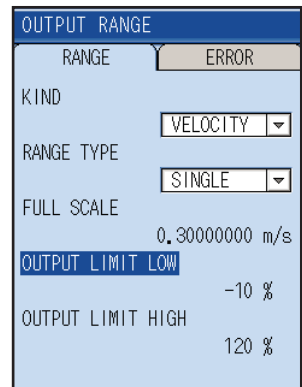 OUTPUT RANGE
RANGE ERROR
KIND
VELOCITY
RANGE TYPE
SINGLE
FULL SCALE
0.30000000 m/s
OUTPUT LIMIT LOW
-10 %
OUTPUT LIMIT HIGH
120 %